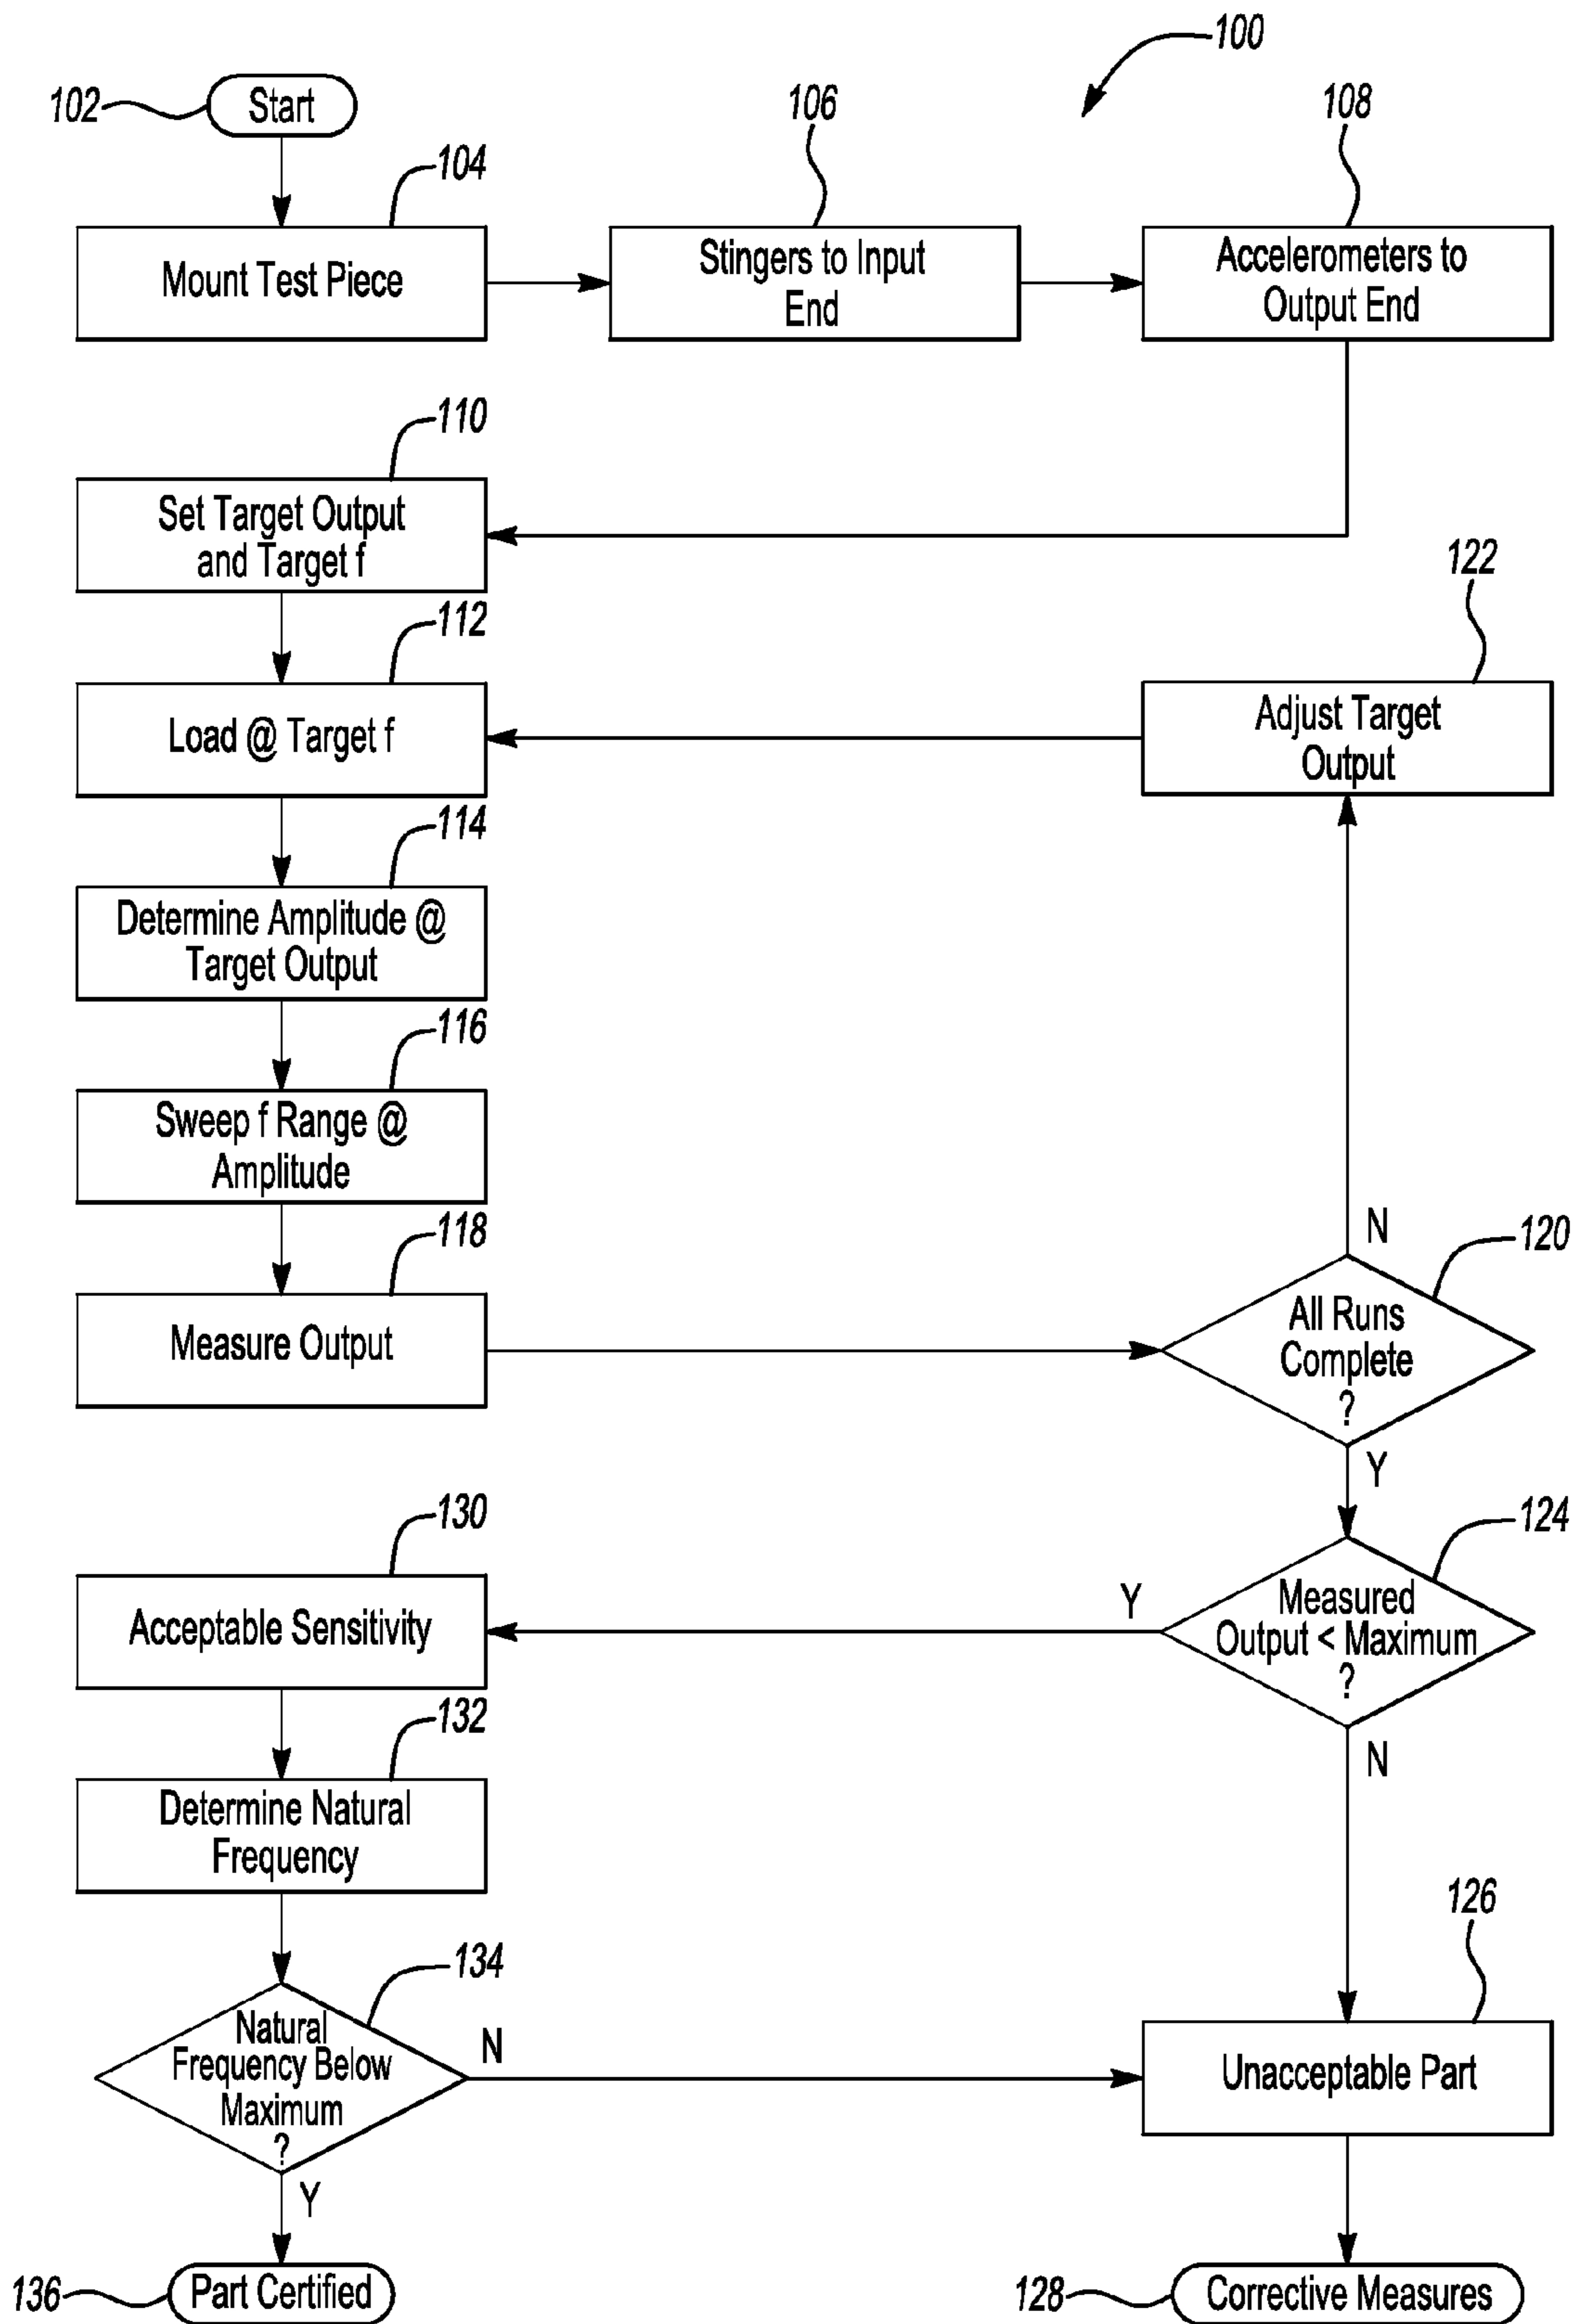 100
102
Start
104
106
108
Mount Test Piece
Stingers to Input
End
Accelerometers to
Output End
110
Set Target Output
and Target f
122
112
Load @ Target f
Adjust Target
Output
114
Determine Amplitude @
Target Output
116
Sweep f Range @
Amplitude
118
Measure Output
N
120
All Runs
Complete
?
Y
130
124
Acceptable Sensitivity
Y
Measured
Output < Maximum
?
N
132
Determine Natural
Frequency
134
126
Natural
Frequency Below
Maximum
?
N
Unacceptable Part
Y
136
Part Certified
128
Corrective Measures